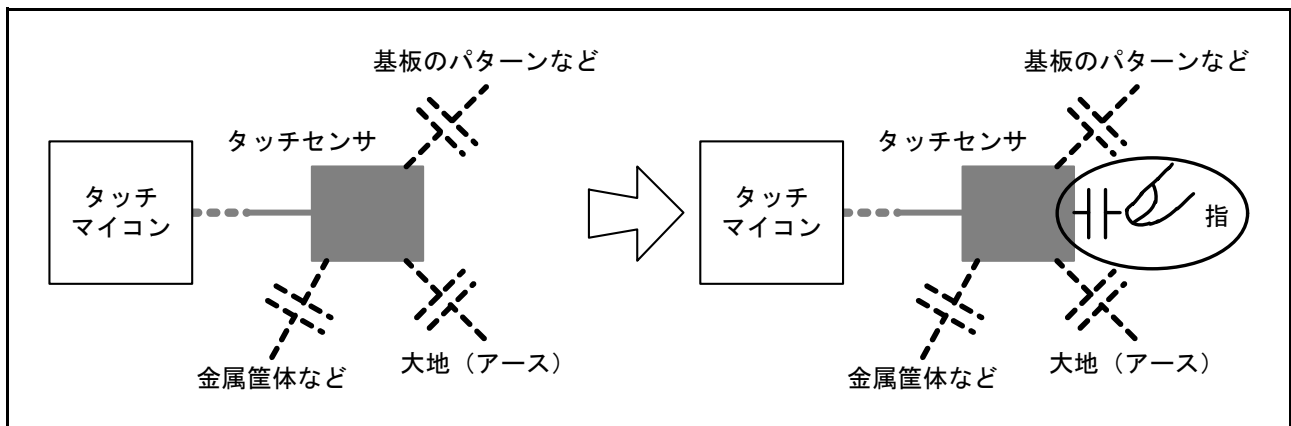 基板のパターンなど
タッチセンサ
タッチ
マイコン
金属筐体など
大地（アース）
基板のパターンなど
タッチセンサ
タッチ
マイコン
指
金属筐体など
大地（アース）